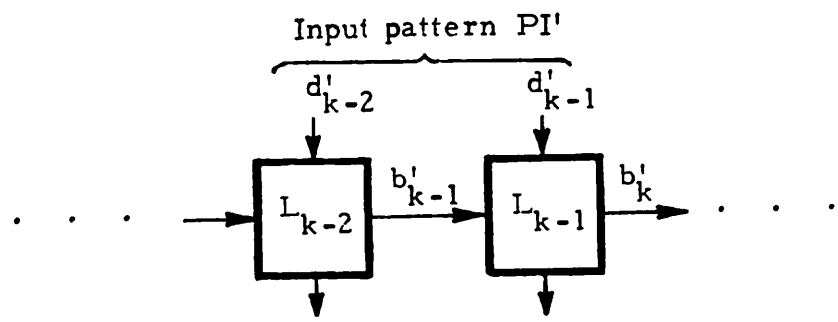 Input pattern PI'
d'k-2 d'k-1
b'k-1 b'k
. . . Lk-2 Lk-1 . . .